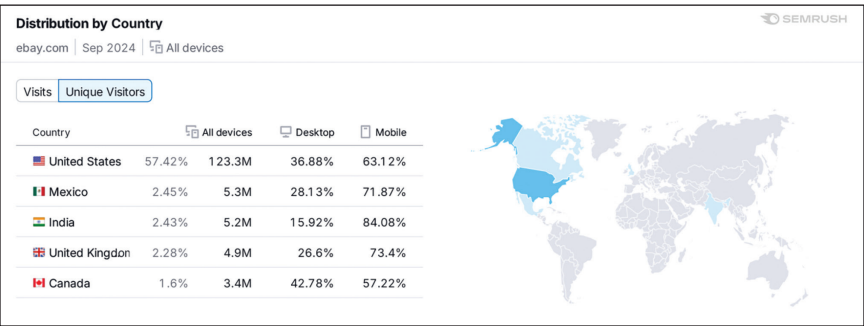 Distribution by Country
SEMRUSH
ebay.com Sep 2024 All devices
Visits Unique Visitors
Country All devices Desktop Mobile
United States 57.42% 123.3M 36.88% 63.12%
Mexico 2.45% 5.3M 28.13% 71.87%
India 2.43% 5.2M 15.92% 84.08%
United Kingdon 2.28% 4.9M 26.6% 73.4%
Canada 1.6% 3.4M 42.78% 57.22%